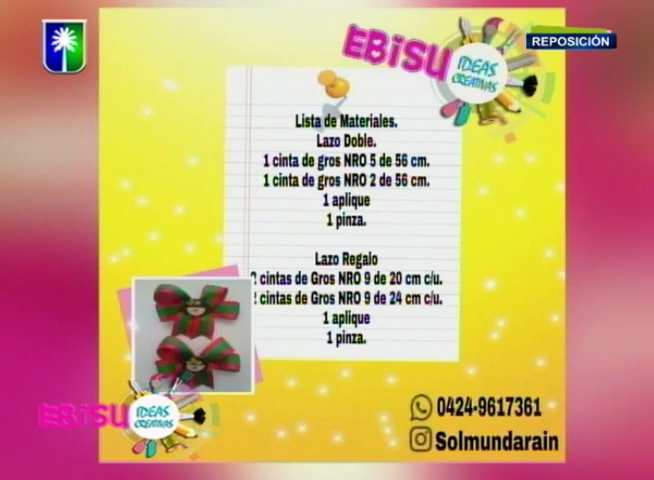 EBiSU
IDEAS
CREATIVAS
REPOSICIÓN
Lista de Materiales.
Lazo Doble.
1 cinta de gros NRO 5 de 56 cm.
1 cinta de gros NRO 2 de 56 cm.
1 aplique
1 pinza.
Lazo Regalo
cintas de Gros NRO 9 de 20 cm c/u.
cintas de Gros NRO 9 de 24 cm c/u.
1 aplique
1 pinza.
EBiSU
IDEAS
CREATIVAS
0424-9617361
Solmundarain